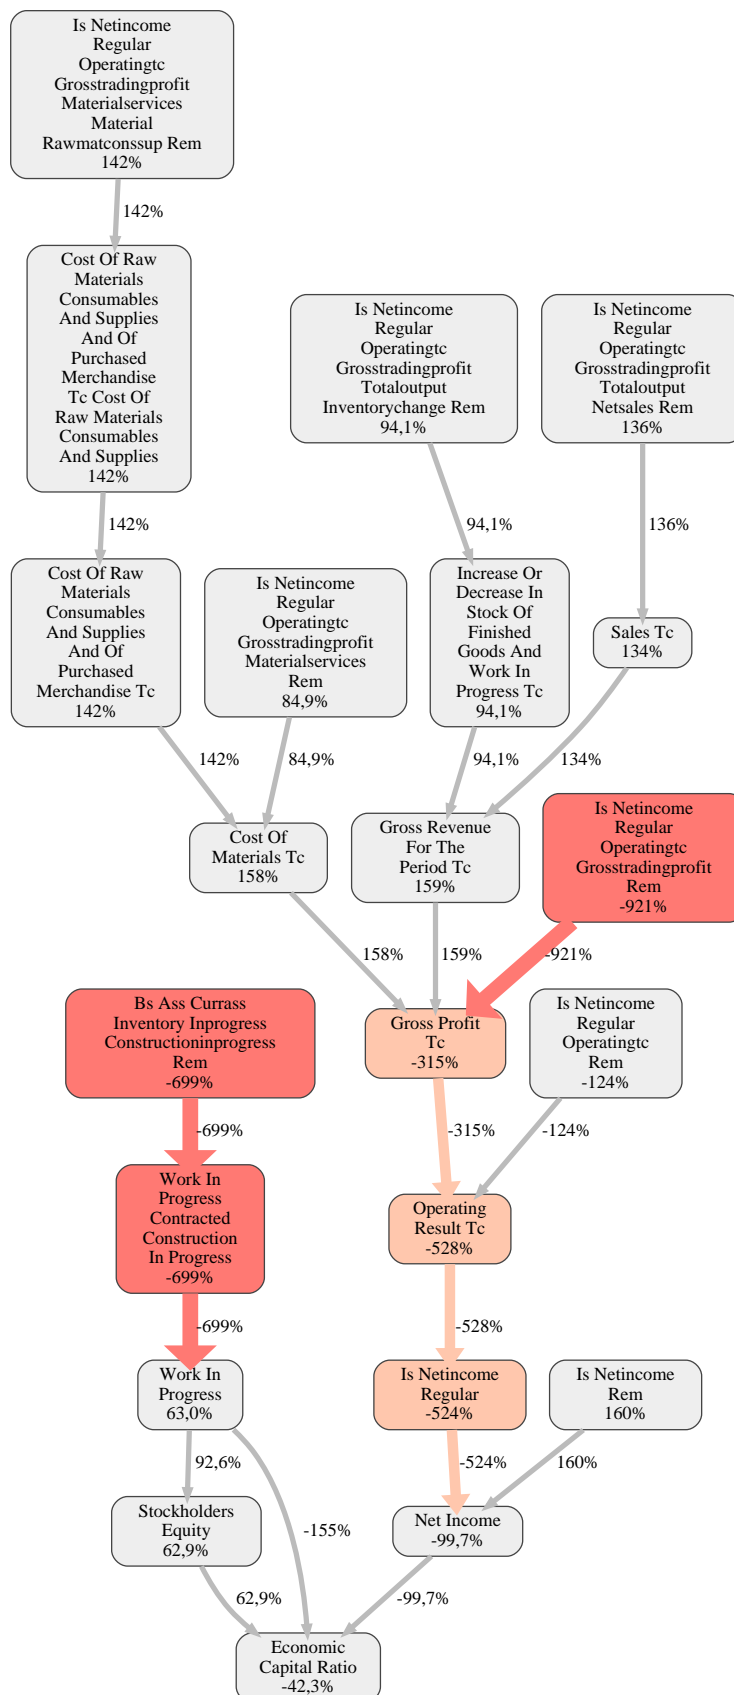 Is Netincome
Regular
Operatingtc
Grosstradingprofit
Materialservices
Material
Rawmatconssup Rem
142%
142%
Cost Of Raw
Materials
Consumables
And Supplies
And Of
Purchased
Merchandise
Tc Cost Of
Raw Materials
Consumables
And Supplies
142%
Is Netincome
Regular
Operatingtc
Grosstradingprofit
Totaloutput
Inventorychange Rem
94,1%
Is Netincome
Regular
Operatingtc
Grosstradingprofit
Totaloutput
Netsales Rem
136%
142%
94,1%
136%
Cost Of Raw
Materials
Consumables
And Supplies
And Of
Purchased
Merchandise Tc
142%
Is Netincome
Regular
Operatingtc
Grosstradingprofit
Materialservices
Rem
84,9%
Increase Or
Decrease In
Stock Of
Finished
Goods And
Work In
Progress Tc
94,1%
Sales Tc
134%
142%
84,9%
94,1%
134%
Cost Of
Materials Tc
158%
Gross Revenue
For The
Period Tc
159%
Is Netincome
Regular
Operatingtc
Grosstradingprofit
Rem
-921%
158%
159%
-921%
Bs Ass Currass
Inventory Inprogress
Constructioninprogress
Rem
-699%
Gross Profit
Tc
-315%
Is Netincome
Regular
Operatingtc
Rem
-124%
-699%
-315%
-124%
Work In
Progress
Contracted
Construction
In Progress
-699%
Operating
Result Tc
-528%
-699%
-528%
Work In
Progress
63,0%
Is Netincome
Regular
-524%
Is Netincome
Rem
160%
92,6%
-155%
-524%
160%
Stockholders
Equity
62,9%
Net Income
-99,7%
62,9%
-99,7%
Economic
Capital Ratio
-42,3%